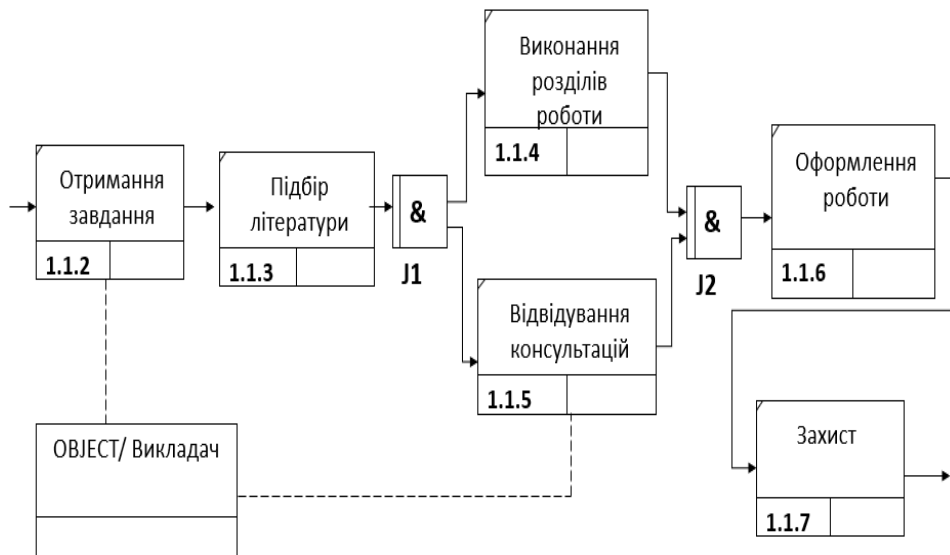 Отримання
завдання
1.1.2
Підбір
літератури
1.1.3
&
J1
Виконання
розділів
роботи
1.1.4
Відвідування
консультацій
1.1.5
&
J2
Оформлення
роботи
1.1.6
OBJECT/ Викладач
Захист
1.1.7